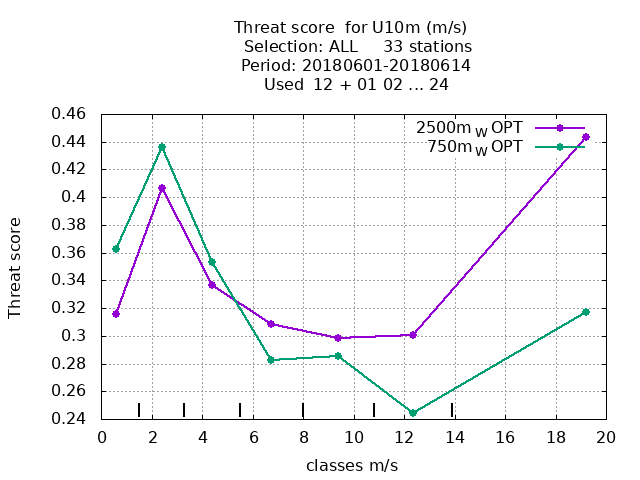 Threat score  for U10m (m/s)
Selection: ALL     33 stations
Period: 20180601-20180614
Used  12 + 01 02 ... 24
2500m W OPT
750m W OPT
Threat score
0.46
0.44
0.42
0.4
0.38
0.36
0.34
0.32
0.3
0.28
0.26
0.24
0 2 4 6 8 10 12 14 16 18 20
classes m/s